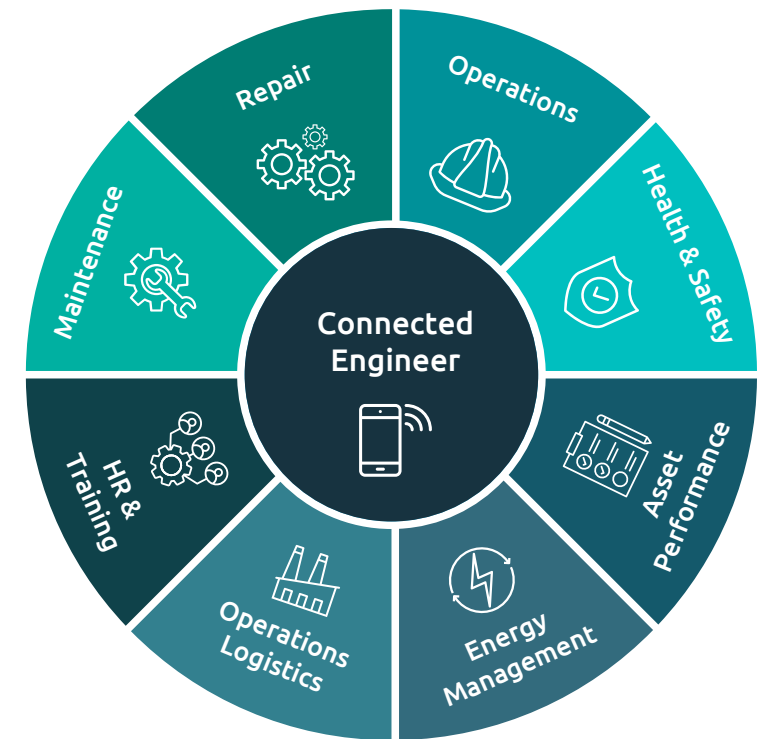 Repair
Operations
Health & Safety
Asset
Performance
Energy
Management
Operations
Logistics
HR &
Training
Maintenance
Connected
Engineer